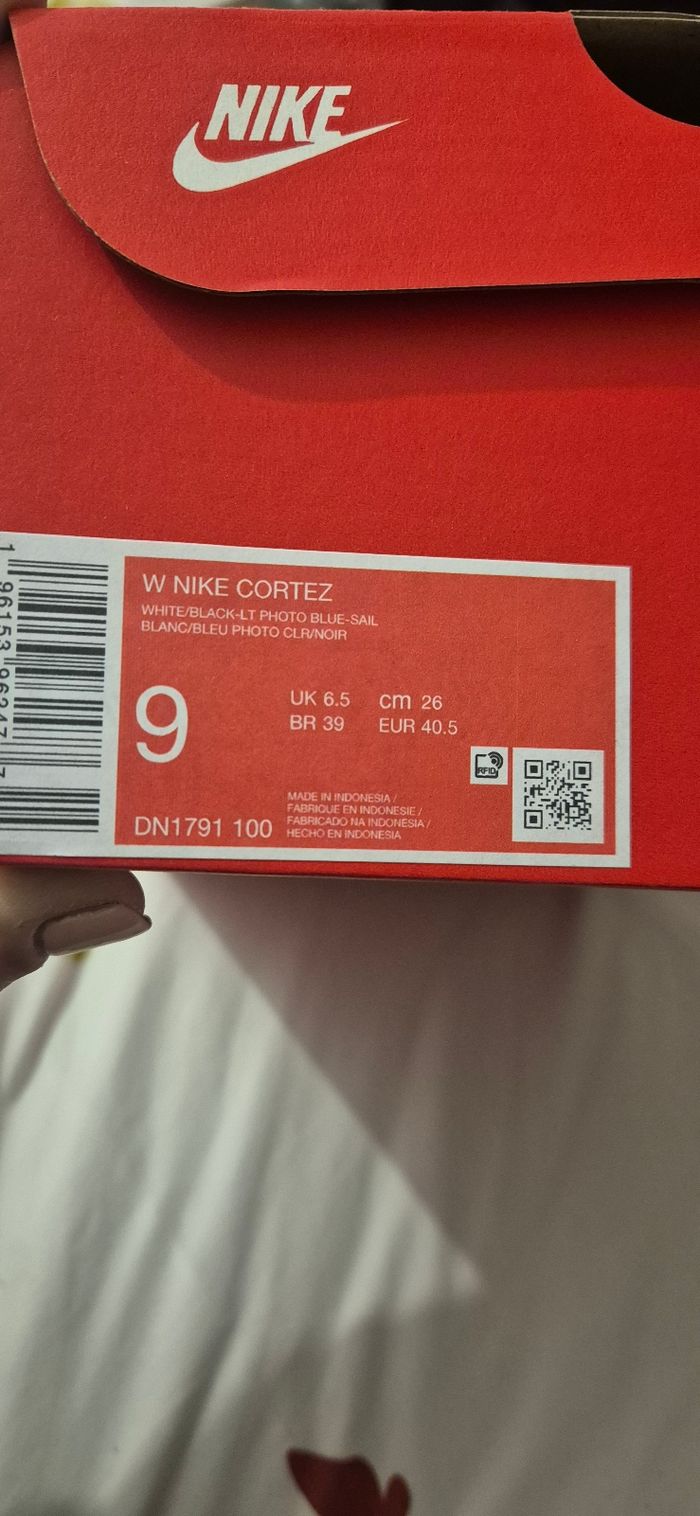 NIKE
W NIKE CORTEZ
WHITE/BLACK-LT PHOTO BLUE-SAIL
BLANC/BLEU PHOTO CLR/NOIR
9
UK 6.5 cm 26
BR 39 EUR 40.5
RFID
MADE IN INDONESIA /
FABRIQUE EN INDONESIE /
FABRICADO NA INDONESIA /
HECHO EN INDONESIA
DN1791 100